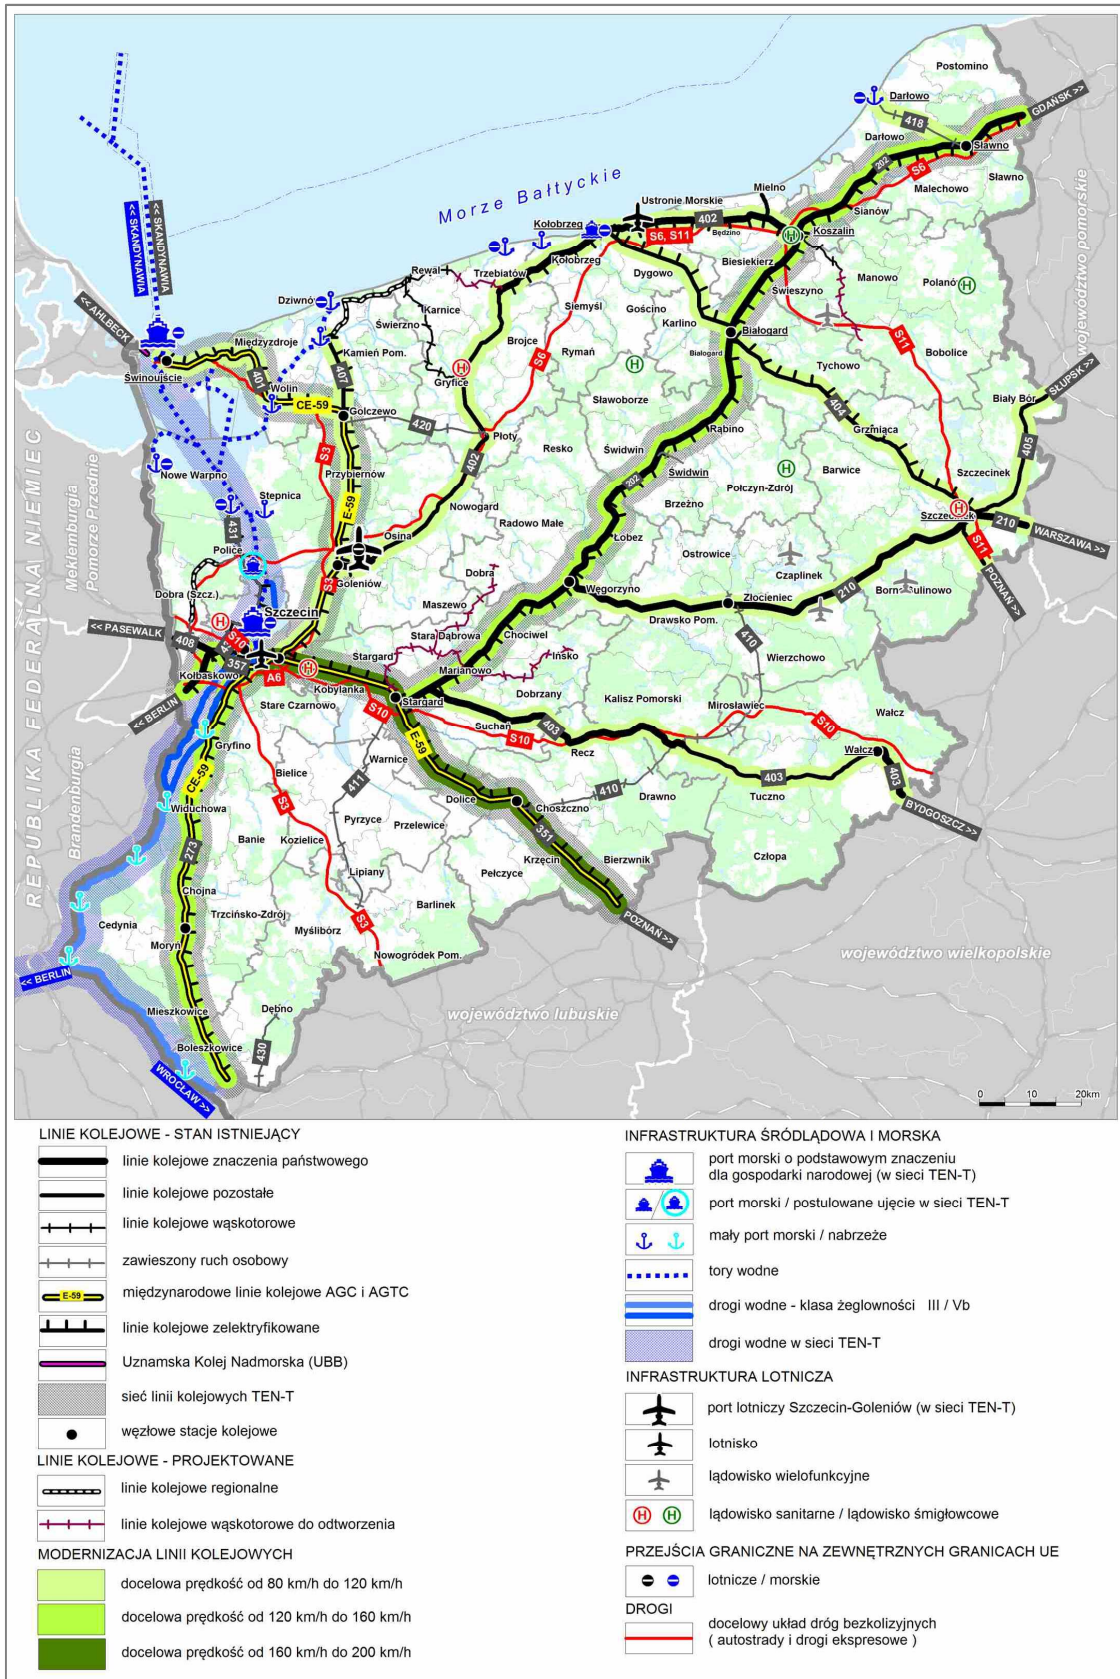 Postomino
Darłowo
GDAŃSK >>
418
Darłowo
Sławno
202
S6
Sławno
Malechowo
województwo pomorskie
Morze Bałtyckie
Mielno
Ustronie Morskie
Sianów
<< SKANDYNAWIA
<< SKANDYNAWIA
Kołobrzeg
402
Koszalin
S6, S11
Będzino
Kołobrzeg
Biesiekierz
Manowo
Rewal
Trzebiatów
Dygowo
Świeszyno
Polanów
Dziwnów
Karnice
Siemyśl
Gościno
<< AHLBECK
Świerzno
Karlino
Białogard
S11
Międzyzdroje
Kamień Pom.
Brojce
Rymań
Białogard
Bobolice
S6
Tychowo
Świnoujście
401
Wolin
407
Gryfice
SŁUPSK >>
CE-59
Golczewo
Sławoborze
404
Biały Bór
420
Płoty
Rąbino
Grzmiąca
405
S3
402
Resko
Świdwin
Nowe Warpno
Przybiernów
Świdwin
Barwice
Szczecinek
202
Połczyn-Zdrój
Stepnica
E-59
Nowogard
Brzeżno
Szczecinek
431
Radowo Małe
210
WARSZAWA >>
Police
Osina
Łobez
S11
Ostrowice
S3
Goleniów
Dobra
Czaplinek
POZNAŃ >>
Dobra (Szcz.)
Węgorzyno
Złocieniec
210
Szczecin
Maszewo
Drawsko Pom.
<< PASEWALK
S10
Stara Dąbrowa
Chociwel
410
408
357
Stargard
Ińsko
Wierzchowo
Kołbaskowo
Marianowo
A6
Kobylanka
Dobrzany
Kalisz Pomorski
<< BERLIN
Stare Czarnowo
Stargard
Mirosławiec
Wałcz
S10
Suchań
403
S10
Gryfino
S10
E-59
Recz
Wałcz
Warnice
CE-59
Bielice
411
403
403
Dolice
410
Drawno
Tuczno
Widuchowa
S3
Choszczno
BYDGOSZCZ >>
Pyrzyce
Przelewice
273
Banie
Kozielice
351
Człopa
Krzęcin
Bierzwnik
Lipiany
Pełczyce
Chojna
Barlinek
POZNAŃ >>
Trzcińsko-Zdrój
S3
Cedynia
Myślibórz
Moryń
Nowogródek Pom.
województwo wielkopolskie
<< BERLIN
Mieszkowice
Dębno
województwo lubuskie
Boleszkowice
430
WROCŁAW >>
0 10 20km
REPUBLIKA FEDERALNA NIEMIEC
Meklemburgia
Pomorze Przednie
Brandenburgia
LINIE KOLEJOWE - STAN ISTNIEJĄCY
linie kolejowe znaczenia państwowego
linie kolejowe pozostałe
linie kolejowe wąskotorowe
zawieszony ruch osobowy
E-59
międzynarodowe linie kolejowe AGC i AGTC
linie kolejowe zelektryfikowane
Uznamska Kolej Nadmorska (UBB)
sieć linii kolejowych TEN-T
węzłowe stacje kolejowe
LINIE KOLEJOWE - PROJEKTOWANE
linie kolejowe regionalne
linie kolejowe wąskotorowe do odtworzenia
MODERNIZACJA LINII KOLEJOWYCH
docelowa prędkość od 80 km/h do 120 km/h
docelowa prędkość od 120 km/h do 160 km/h
docelowa prędkość od 160 km/h do 200 km/h
INFRASTRUKTURA ŚRÓDLĄDOWA I MORSKA
port morski o podstawowym znaczeniu
dla gospodarki narodowej (w sieci TEN-T)
port morski / postulowane ujęcie w sieci TEN-T
mały port morski / nabrzeże
tory wodne
drogi wodne - klasa żeglowności III / Vb
drogi wodne w sieci TEN-T
INFRASTRUKTURA LOTNICZA
port lotniczy Szczecin-Goleniów (w sieci TEN-T)
lotnisko
lądowisko wielofunkcyjne
H H
lądowisko sanitarne / lądowisko śmigłowcowe
PRZEJŚCIA GRANICZNE NA ZEWNĘTRZNYCH GRANICACH UE
lotnicze / morskie
DROGI
docelowy układ dróg bezkolizyjnych
( autostrady i drogi ekspresowe )